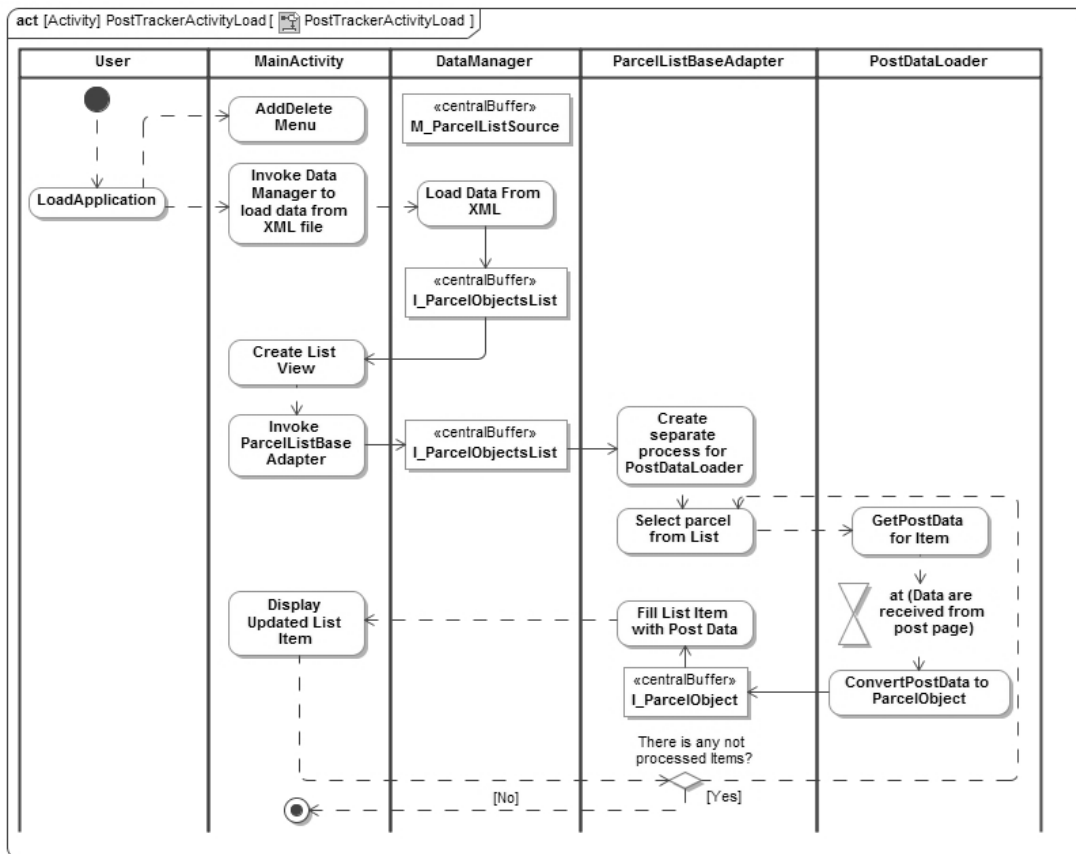 act [Activity] PostTrackerActivityLoad [ PostTrackerActivityLoad ]
User
MainActivity
DataManager
ParcelListBaseAdapter
PostDataLoader
AddDelete
Menu
«centralBuffer»
M_ParcelListSource
LoadApplication
Invoke Data
Manager to
load data from
XML file
Load Data From
XML
«centralBuffer»
I_ParcelObjectsList
Create List
View
Invoke
ParcelListBase
Adapter
«centralBuffer»
I_ParcelObjectsList
Create
separate
process for
PostDataLoader
Select parcel
from List
GetPostData
for Item
at (Data are
received from
post page)
Display
Updated List
Item
Fill List Item
with Post Data
«centralBuffer»
I_ParcelObject
ConvertPostData to
ParcelObject
There is any not
processed Items?
[No]
[Yes]